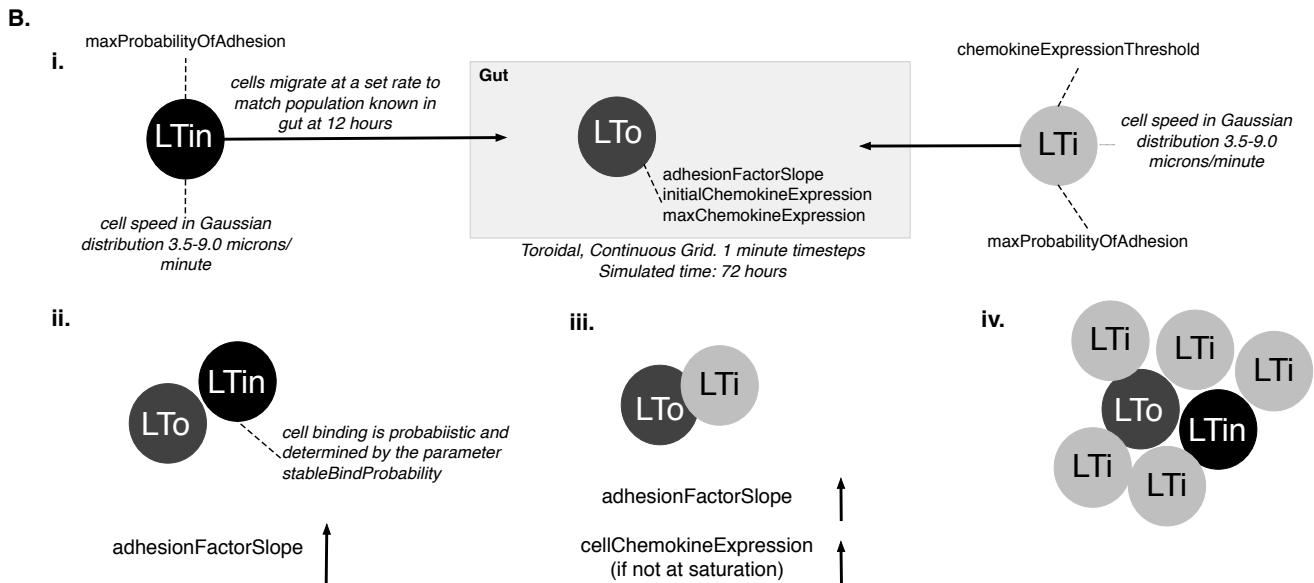 B.
i.
maxProbabilityOfAdhesion
LTin
cells migrate at a set rate to
match population known in
gut at 12 hours
cell speed in Gaussian
distribution 3.5-9.0 microns/
minute
Gut
LTo
adhesionFactorSlope
initialChemokineExpression
maxChemokineExpression
Toroidal, Continuous Grid. 1 minute timesteps
Simulated time: 72 hours
chemokineExpressionThreshold
LTi
cell speed in Gaussian
distribution 3.5-9.0
microns/minute
maxProbabilityOfAdhesion
ii.
LTin
LTo
cell binding is probabiistic and
determined by the parameter
stableBindProbability
adhesionFactorSlope
iii.
LTo
LTi
adhesionFactorSlope
cellChemokineExpression
(if not at saturation)
iv.
LTi
LTi
LTi
LTo
LTin
LTi
LTi